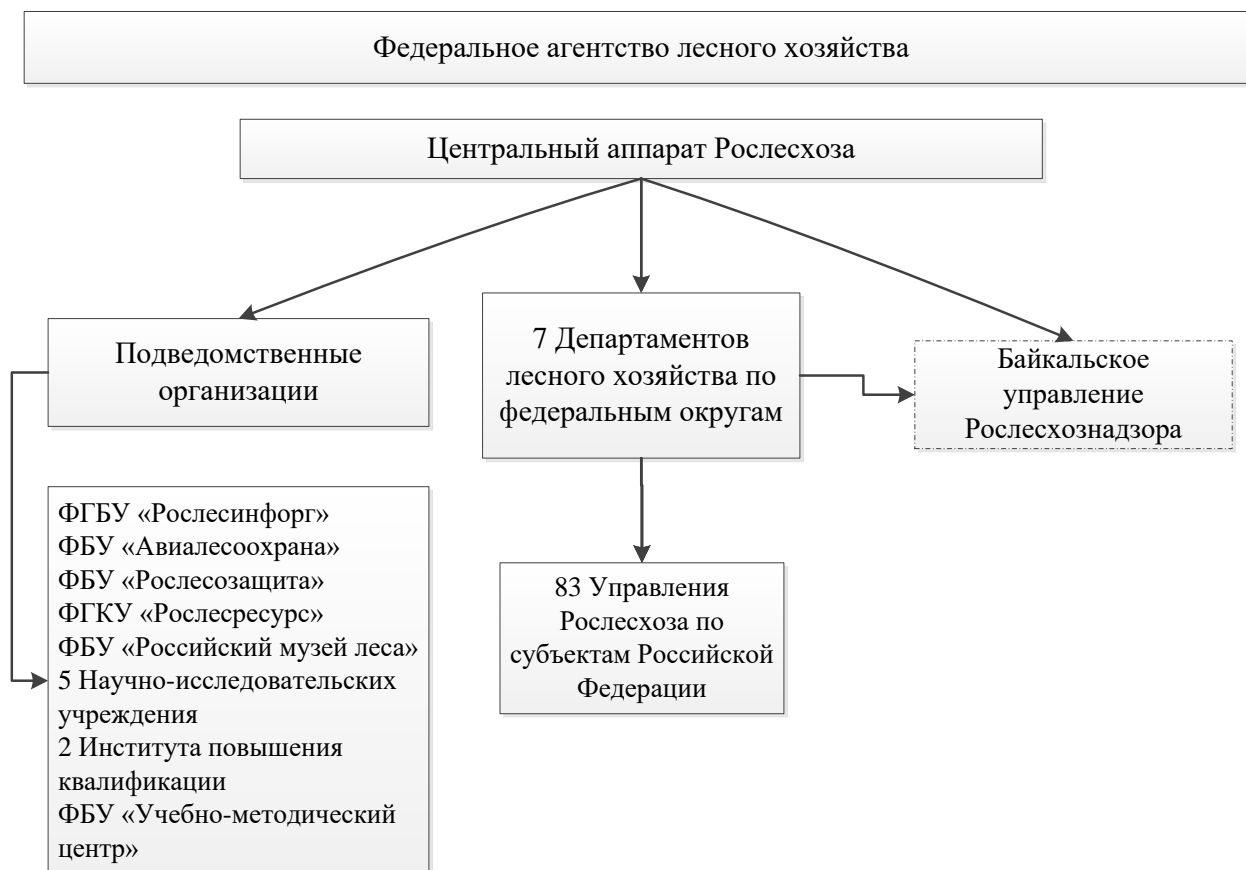 Федеральное агентство лесного хозяйства
Центральный аппарат Рослесхоза
Подведомственные
организации
7 Департаментов
лесного хозяйства по
федеральным округам
Байкальское
управление
Рослесхознадзора
ФГБУ «Рослесинфорг»
ФБУ «Авиалесоохрана»
ФБУ «Рослесозащита»
ФГКУ «Рослесресурс»
ФБУ «Российский музей леса»
5 Научно-исследовательских
учреждения
2 Института повышения
квалификации
ФБУ «Учебно-методический
центр»
83 Управления
Рослесхоза по
субъектам Российской
Федерации